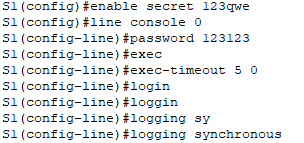 S1(config)#enable secret 123qwe
S1(config)#line console 0
S1(config-line)#password 123123
S1(config-line)#exec
S1(config-line)#exec-timeout 5 0
S1(config-line)#login
S1(config-line)#loggin
S1(config-line)#logging sy
S1(config-line)#logging synchronous